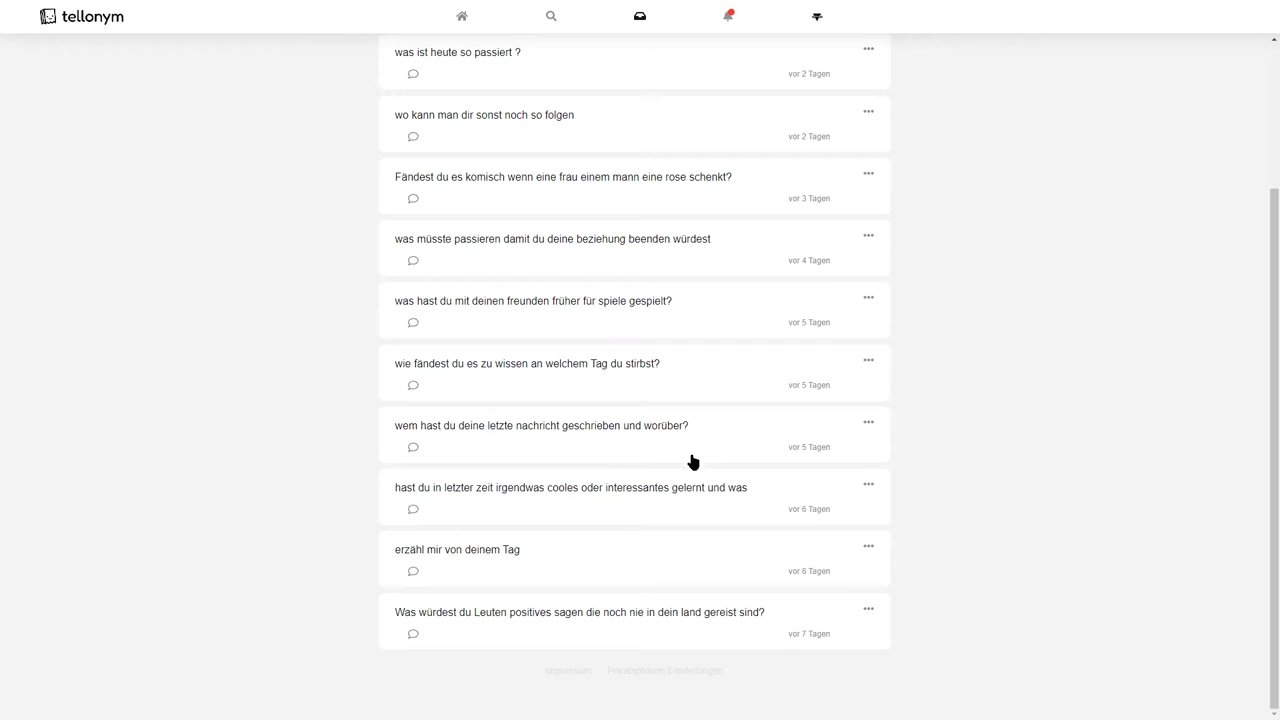 tellonym
was ist heute so passiert ?
vor 2 Tagen
wo kann man dir sonst noch so folgen
vor 2 Tagen
Fändest du es komisch wenn eine frau einem mann eine rose schenkt?
vor 3 Tagen
was müsste passieren damit du deine beziehung beenden würdest
vor 4 Tagen
was hast du mit deinen freunden früher für spiele gespielt?
vor 5 Tagen
wie fändest du es zu wissen an welchem Tag du stirbst?
vor 5 Tagen
wem hast du deine letzte nachricht geschrieben und worüber?
vor 5 Tagen
hast du in letzter zeit irgendwas cooles oder interessantes gelernt und was
vor 6 Tagen
erzähl mir von deinem Tag
vor 6 Tagen
Was würdest du Leuten positives sagen die noch nie in dein land gereist sind?
vor 7 Tagen
Impressum Privatsphären Einstellungen